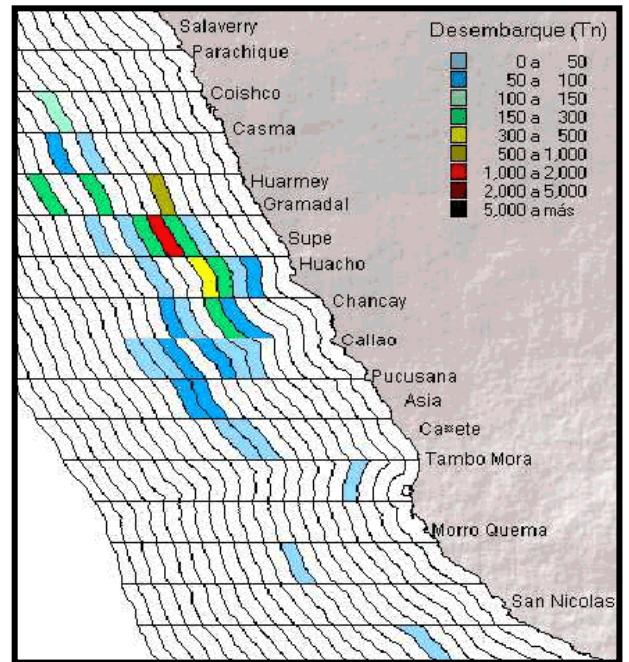 Salaverry
Parachique
Coishco
Casma
Huarmey
Gramadal
Supe
Huacho
Chancay
Callao
Pucusana
Asia
Ca¤ete
Tambo Mora
Morro Quema
San Nicolas
Desembarque (Tn)
0 a 50
50 a 100
100 a 150
150 a 300
300 a 500
500 a 1,000
1,000 a 2,000
2,000 a 5,000
5,000 a más